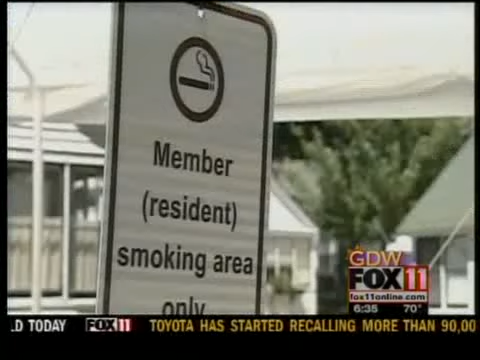 Member
(resident)
smoking area
only
GDW
FOX 11
fox11online.com
6:35 70°
.D TODAY FOX 11 TOYOTA HAS STARTED RECALLING MORE THAN 90,00